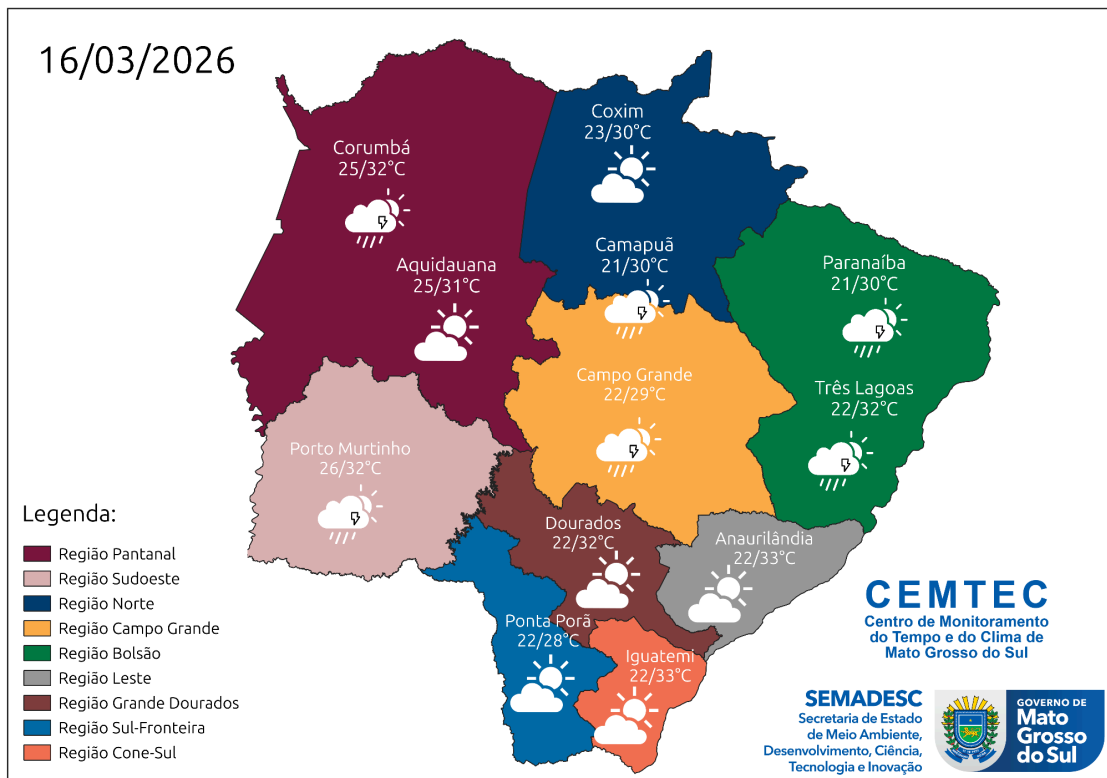 16/03/2026
Coxim
23/30°C
Corumbá
25/32°C
Camapuã
21/30°C
Aquidauana
25/31°C
Paranaíba
21/30°C
Campo Grande
22/29°C
Três Lagoas
22/32°C
Porto Murtinho
26/32°C
Dourados
22/32°C
Anaurilândia
22/33°C
Ponta Porã
22/28°C
Iguatemi
22/33°C
Legenda:
Região Pantanal
Região Sudoeste
Região Norte
Região Campo Grande
Região Bolsão
Região Leste
Região Grande Dourados
Região Sul-Fronteira
Região Cone-Sul
CEMTEC
Centro de Monitoramento
do Tempo e do Clima de
Mato Grosso do Sul
SEMADESC
Secretaria de Estado
de Meio Ambiente,
Desenvolvimento, Ciência,
Tecnologia e Inovação
GOVERNO DE
Mato
Grosso
do Sul